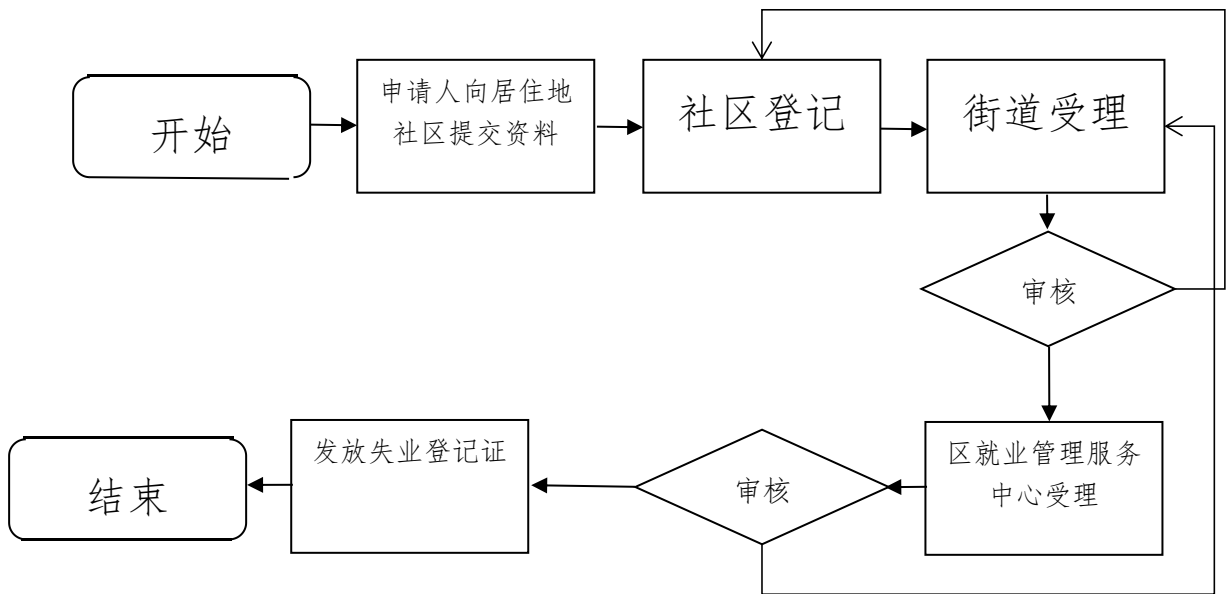 开始
申请人向居住地
社区提交资料
社区登记
街道受理
审核
区就业管理服务
中心受理
审核
发放失业登记证
结束